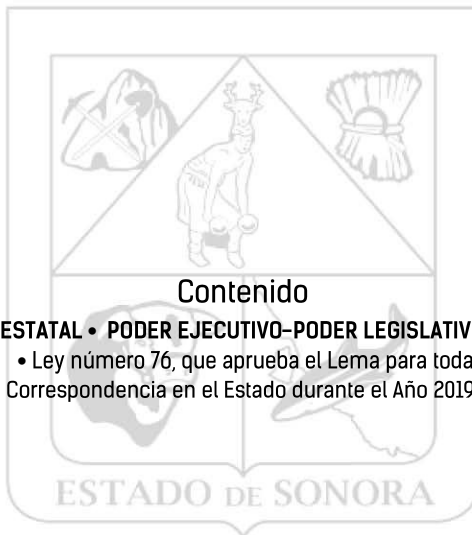 Contenido
ESTATAL • PODER EJECUTIVO-PODER LEGISLATIV
• Ley número 76, que aprueba el Lema para toda
Correspondencia en el Estado durante el Año 2019
ESTADO DE SONORA